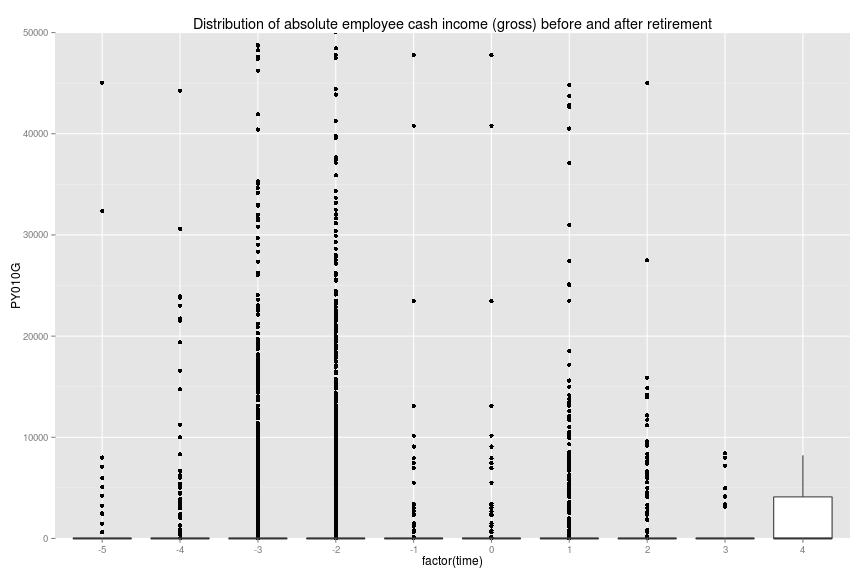 Distribution of absolute employee cash income (gross) before and after retirement
50000
40000
30000
20000
10000
0
PY010G
-5 -4 -3 -2 -1 0 1 2 3 4
factor(time)